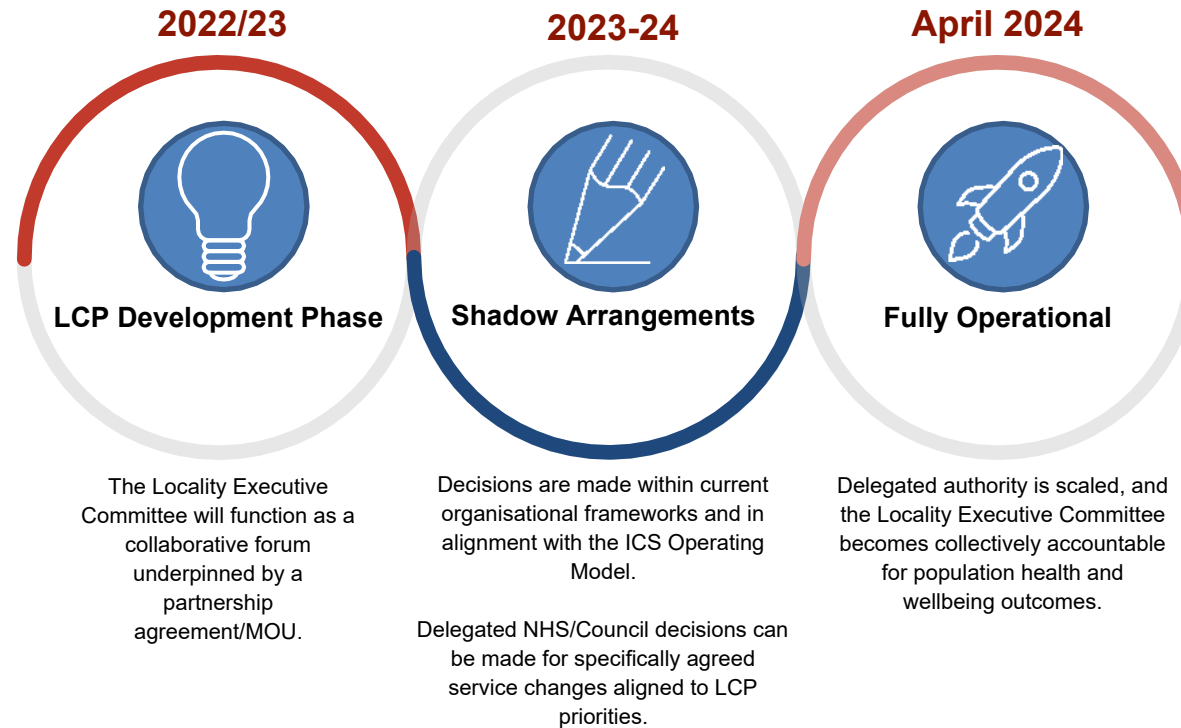 2022/23
LCP Development Phase
The Locality Executive
Committee will function as a
collaborative forum
underpinned by a
partnership
agreement/MOU.
2023-24
Shadow Arrangements
Decisions are made within current
organisational frameworks and in
alignment with the ICS Operating
Model.
Delegated NHS/Council decisions can
be made for specifically agreed
service changes aligned to LCP
priorities.
April 2024
Fully Operational
Delegated authority is scaled, and
the Locality Executive Committee
becomes collectively accountable
for population health and
wellbeing outcomes.